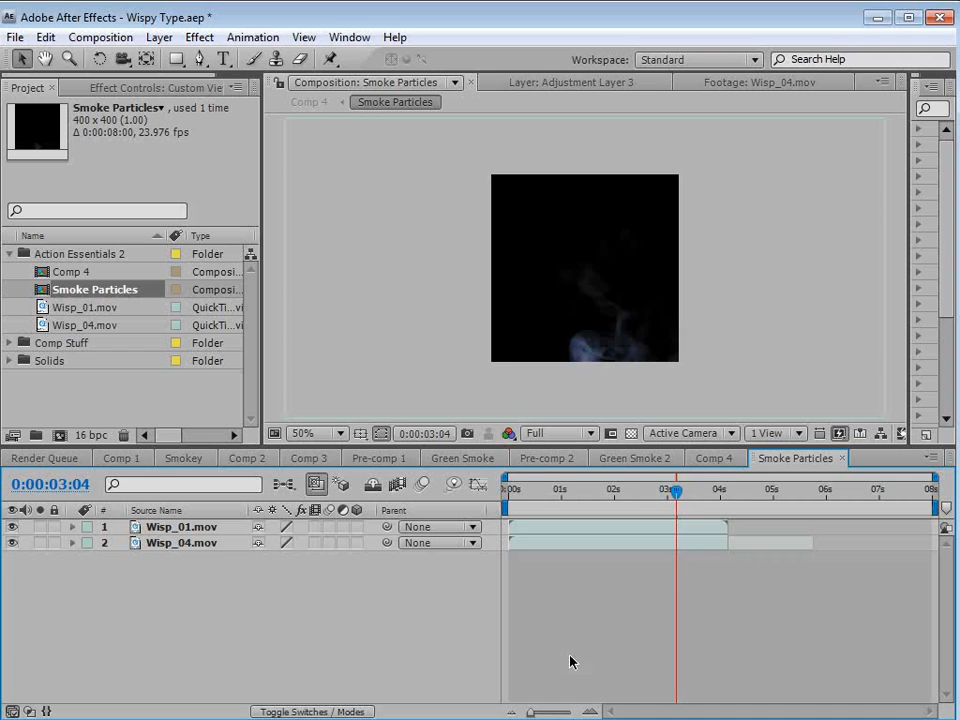 Adobe After Effects - Wispy Type.aep *
File Edit Composition Layer Effect Animation View Window Help
Workspace: Standard Search Help
Project Effect Controls: Custom Vie
Composition: Smoke Particles Layer: Adjustment Layer 3 Footage: Wisp_04.mov
Comp 4 Smoke Particles
Smoke Particles , used 1 time
400 x 400 (1.00)
Δ 0:00:08:00, 23.976 fps
Name Type
Action Essentials 2 Folder
Comp 4 Composi...
Smoke Particles Composi...
Wisp_01.mov QuickTi...vi
Wisp_04.mov QuickTi...vi
Comp Stuff Folder
Solids Folder
16 bpc
50% 0:00:03:04 Full Active Camera 1 View
Render Queue Comp 1 Smokey Comp 2 Comp 3 Pre-comp 1 Green Smoke Pre-comp 2 Green Smoke 2 Comp 4 Smoke Particles
0:00:03:04
:00s 01s 02s 03s 04s 05s 06s 07s 08s
# Source Name Parent
1 Wisp_01.mov None
2 Wisp_04.mov None
Toggle Switches / Modes